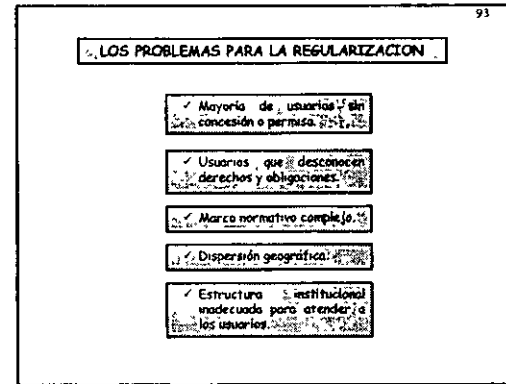 93
LOS PROBLEMAS PARA LA REGULARIZACION
✓ Mayoría de usuarios sin
concesión o permiso.
✓ Usuarios que desconocen
derechos y obligaciones.
✓ Marco normativo complejo.
✓ Dispersión geográfica.
✓ Estructura institucional
inadecuada para atender a
los usuarios.